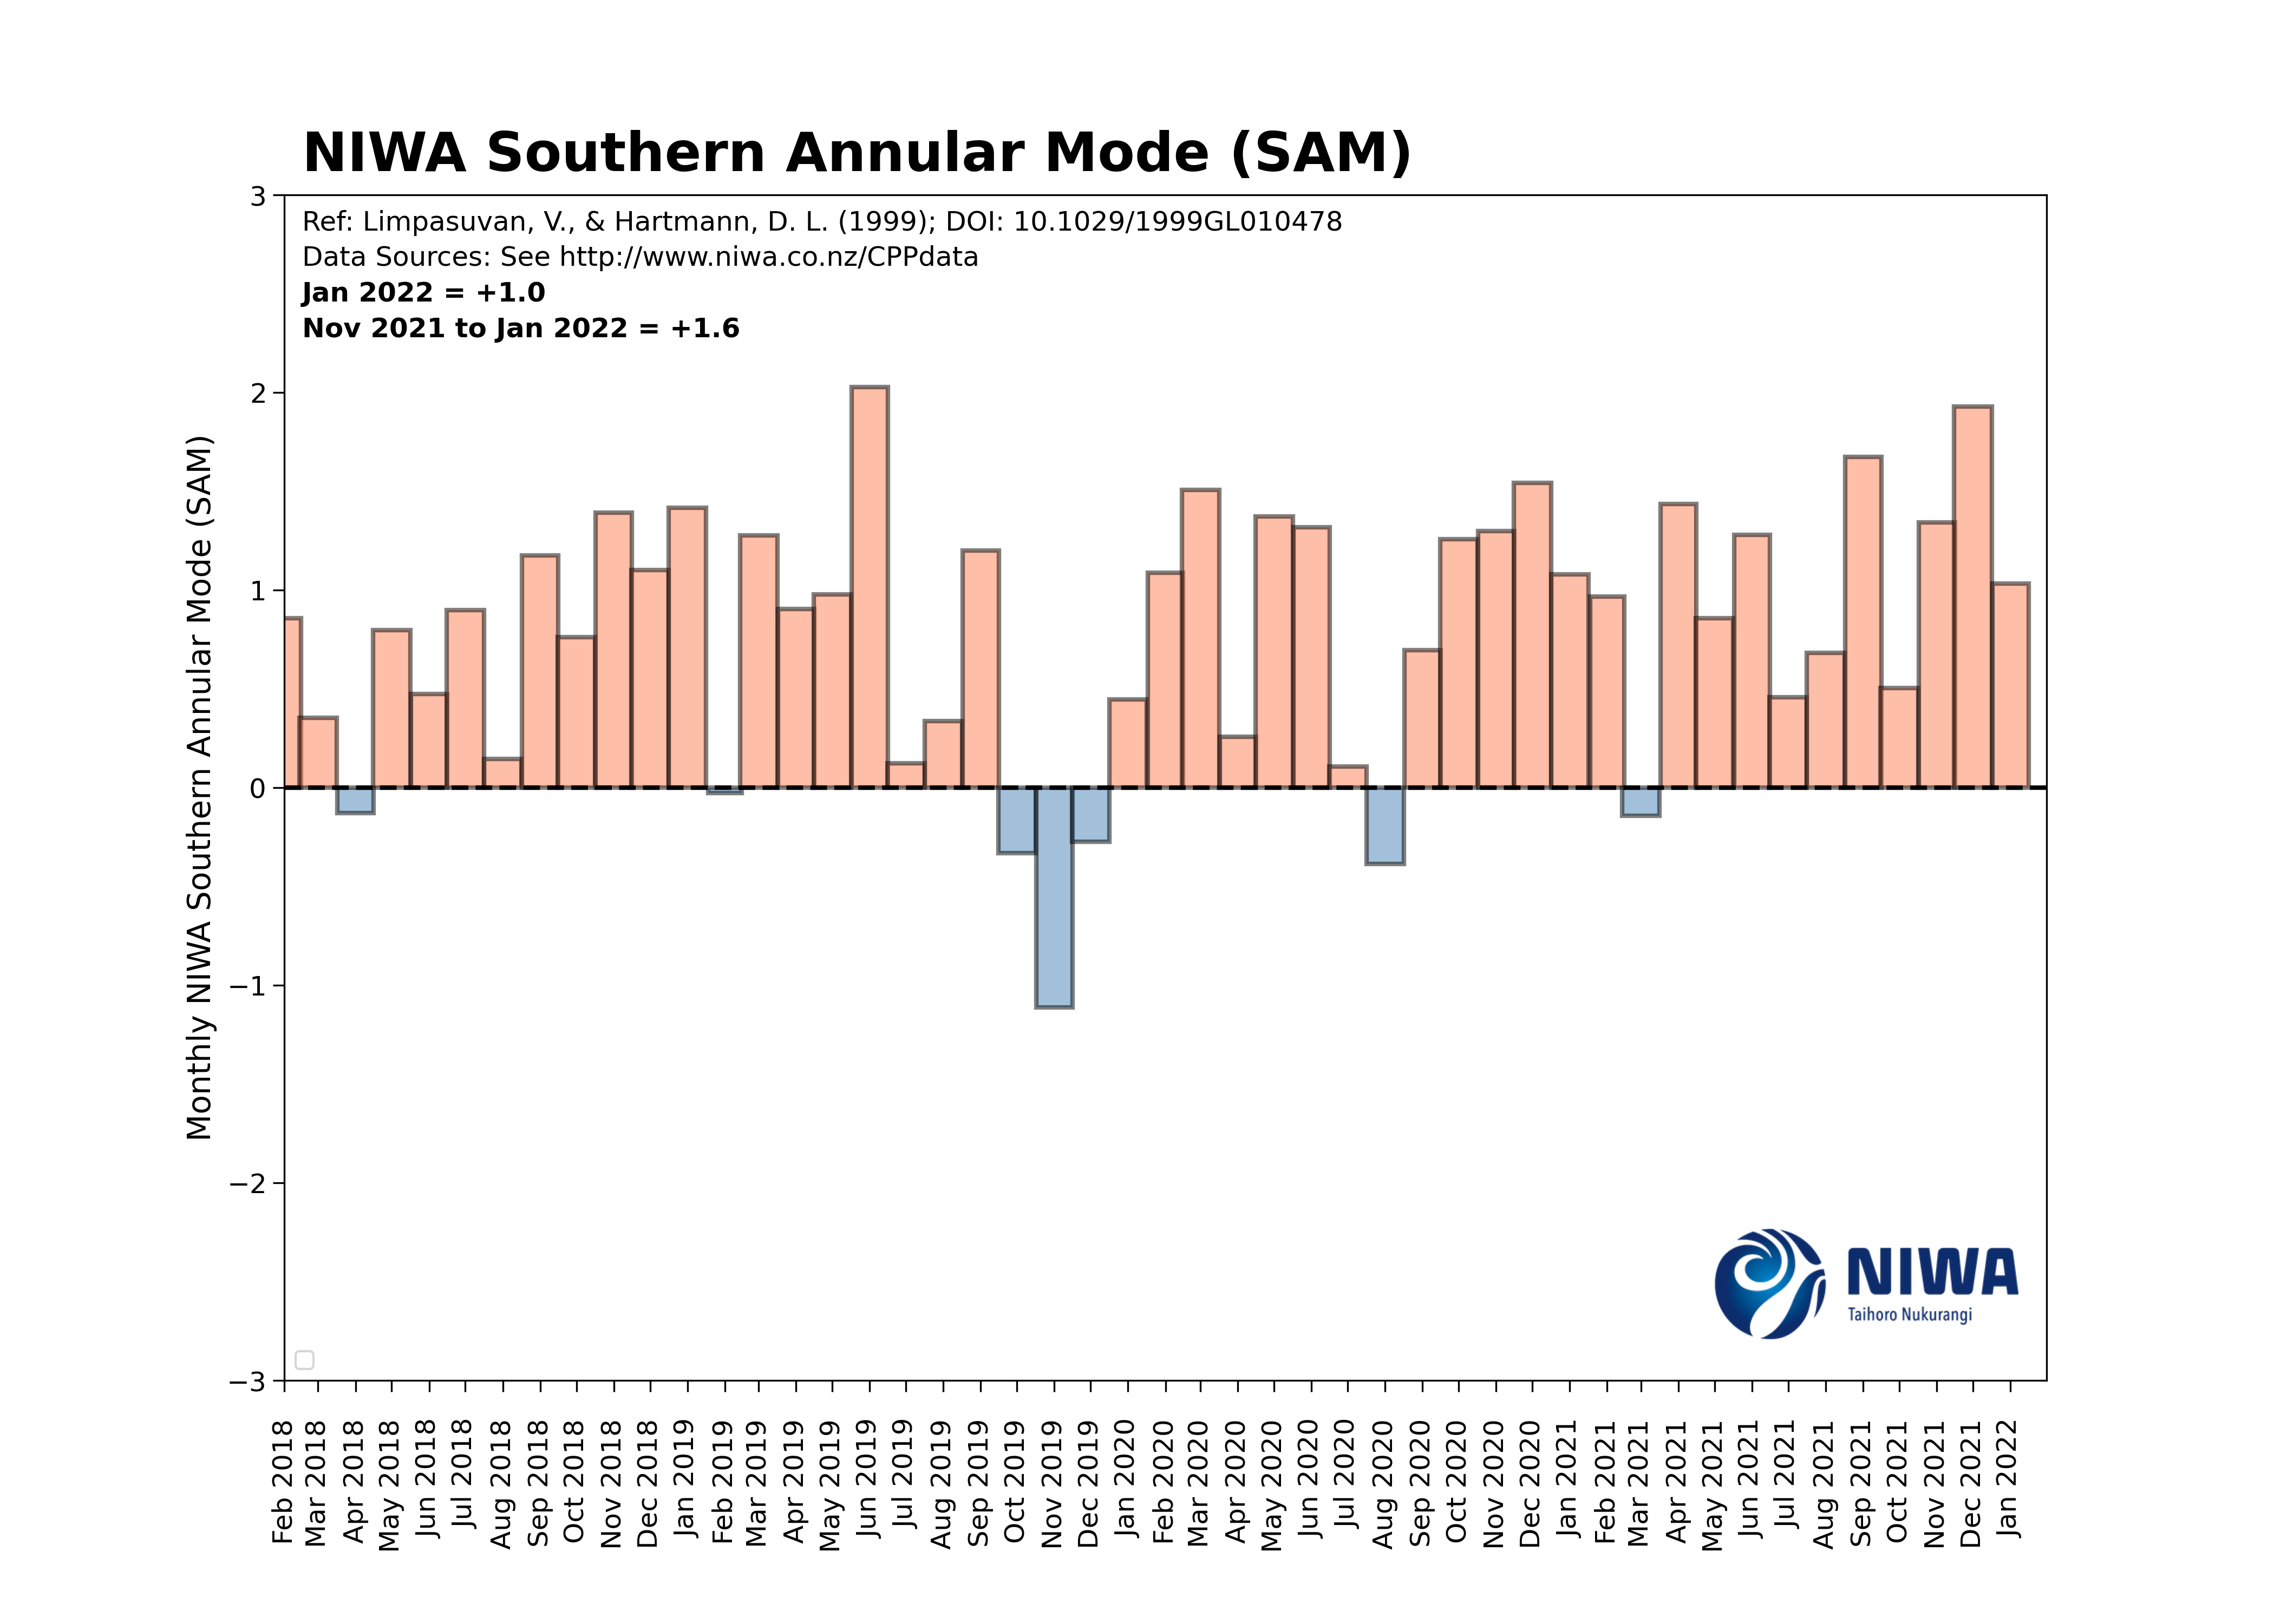 NIWA Southern Annular Mode (SAM)
Ref: Limpasuvan, V., & Hartmann, D. L. (1999); DOI: 10.1029/1999GL010478
Data Sources: See http://www.niwa.co.nz/CPPdata
Jan 2022 = +1.0
Nov 2021 to Jan 2022 = +1.6
Monthly NIWA Southern Annular Mode (SAM)
3
2
1
0
−1
−2
−3
NIWA
Taihoro Nukurangi
Feb 2018
Mar 2018
Apr 2018
May 2018
Jun 2018
Jul 2018
Aug 2018
Sep 2018
Oct 2018
Nov 2018
Dec 2018
Jan 2019
Feb 2019
Mar 2019
Apr 2019
May 2019
Jun 2019
Jul 2019
Aug 2019
Sep 2019
Oct 2019
Nov 2019
Dec 2019
Jan 2020
Feb 2020
Mar 2020
Apr 2020
May 2020
Jun 2020
Jul 2020
Aug 2020
Sep 2020
Oct 2020
Nov 2020
Dec 2020
Jan 2021
Feb 2021
Mar 2021
Apr 2021
May 2021
Jun 2021
Jul 2021
Aug 2021
Sep 2021
Oct 2021
Nov 2021
Dec 2021
Jan 2022